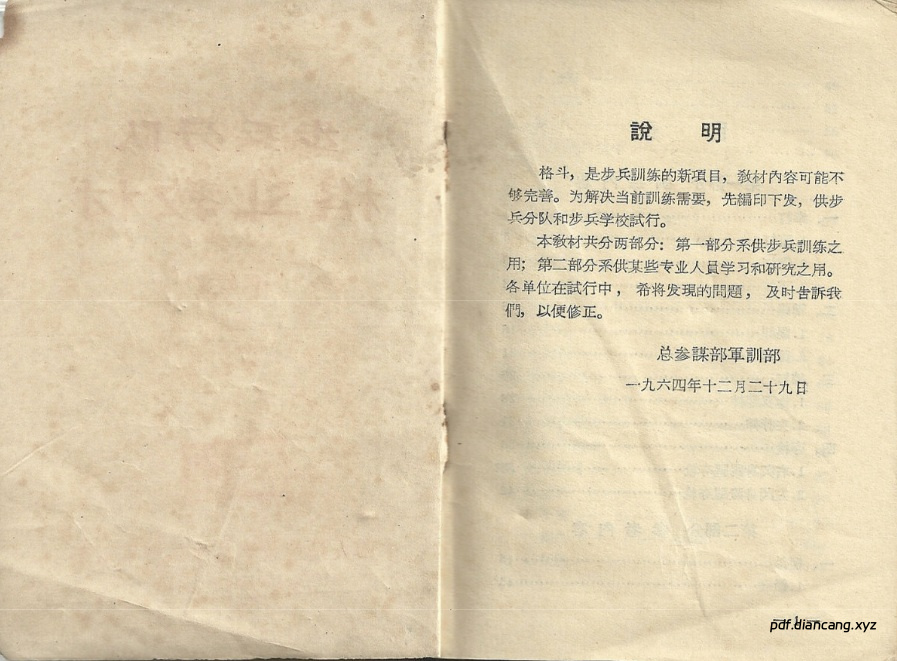 說 明
格斗，是步兵訓练的新項目，教材內容可能不
够完善。为解决当前訓练需要，先編印下发，供步
兵分队和步兵学校試行。
本教材共分两部分：第一部分系供步兵訓练之
用；第二部分系供某些专业人員学习和研究之用。
各单位在試行中，希将发现的問題，及时告訴我
們，以便修正。
总参謀部軍訓部
一九六四年十二月二十九日
pdf.diancang.xyz